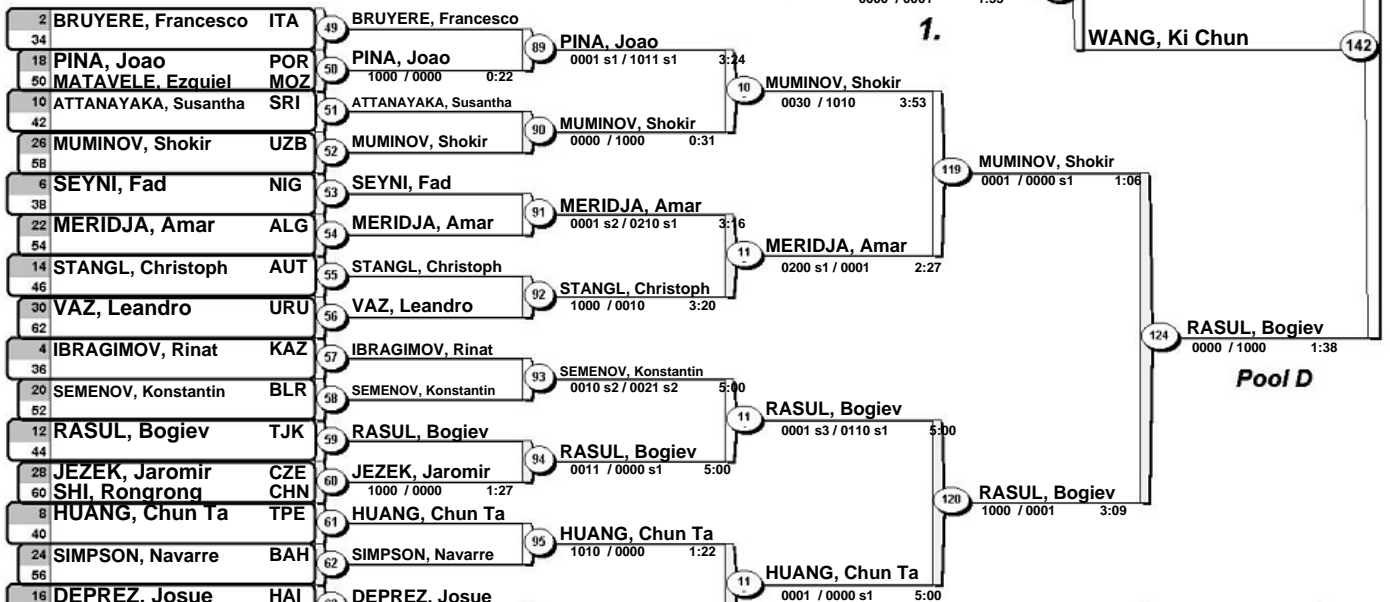 0000 / 0001 1:35
1.
WANG, Ki Chun
142
2 BRUYERE, Francesco ITA
34
18 PINA, Joao POR
50 MATAVELE, Ezquiel MOZ
10 ATTANAYAKA, Susantha SRI
42
26 MUMINOV, Shokir UZB
58
6 SEYNI, Fad NIG
38
22 MERIDJA, Amar ALG
54
14 STANGL, Christoph AUT
46
30 VAZ, Leandro URU
62
4 IBRAGIMOV, Rinat KAZ
36
20 SEMENOV, Konstantin BLR
52
12 RASUL, Bogiev TJK
44
28 JEZEK, Jaromir CZE
60 SHI, Rongrong CHN
8 HUANG, Chun Ta TPE
40
24 SIMPSON, Navarre BAH
56
16 DEPREZ, Josue HAI
49 BRUYERE, Francesco
50 PINA, Joao
1000 / 0000 0:22
51 ATTANAYAKA, Susantha
52 MUMINOV, Shokir
53 SEYNI, Fad
54 MERIDJA, Amar
55 STANGL, Christoph
56 VAZ, Leandro
57 IBRAGIMOV, Rinat
58 SEMENOV, Konstantin
59 RASUL, Bogiev
60 JEZEK, Jaromir
1000 / 0000 1:27
61 HUANG, Chun Ta
62 SIMPSON, Navarre
DEPREZ, Josue
89 PINA, Joao
0001 s1 / 1011 s1 3:24
90 MUMINOV, Shokir
0000 / 1000 0:31
91 MERIDJA, Amar
0001 s2 / 0210 s1 3:16
92 STANGL, Christoph
1000 / 0010 3:20
93 SEMENOV, Konstantin
0010 s2 / 0021 s2 5:00
94 RASUL, Bogiev
0011 / 0000 s1 5:00
95 HUANG, Chun Ta
1010 / 0000 1:22
10 MUMINOV, Shokir
0030 / 1010 3:53
11 MERIDJA, Amar
0200 s1 / 0001 2:27
11 RASUL, Bogiev
0001 s3 / 0110 s1 5:00
11 HUANG, Chun Ta
0001 / 0000 s1 5:00
119 MUMINOV, Shokir
0001 / 0000 s1 1:06
120 RASUL, Bogiev
1000 / 0001 3:09
124 RASUL, Bogiev
0000 / 1000 1:38
Pool D